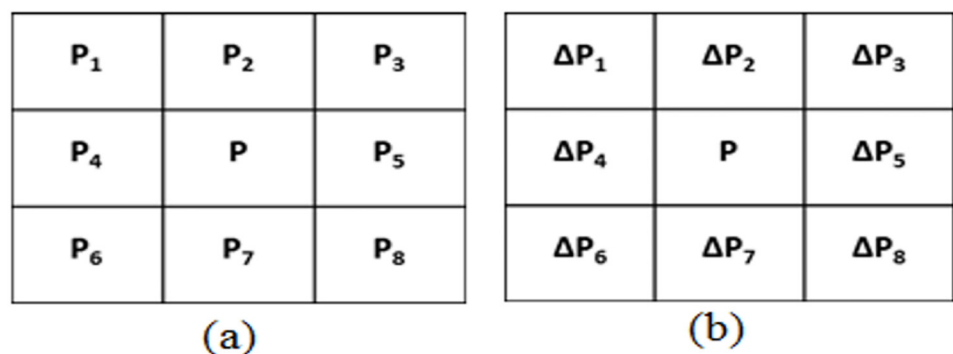 P₁ P₂ P₃
P₄ P P₅
P₆ P₇ P₈
(a)
ΔP₁ ΔP₂ ΔP₃
ΔP₄ P ΔP₅
ΔP₆ ΔP₇ ΔP₈
(b)